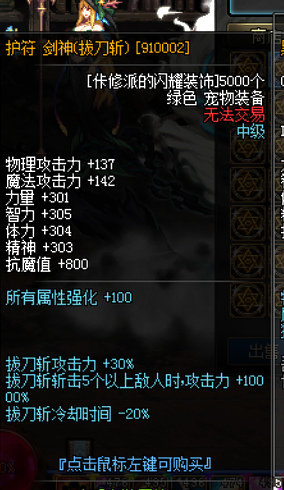 护符 剑神(拔刀斩) [910002]
[佧修派的闪耀装饰]5000个
绿色 宠物装备
无法交易
中级
物理攻击力 +137
魔法攻击力 +142
力量 +301
智力 +305
体力 +304
精神 +303
抗魔值 +800
所有属性强化 +100
拔刀斩攻击力 +30%
拔刀斩斩击5个以上敌人时,攻击力 +100
00%
拔刀斩冷却时间 -20%
『点击鼠标左键可购买』